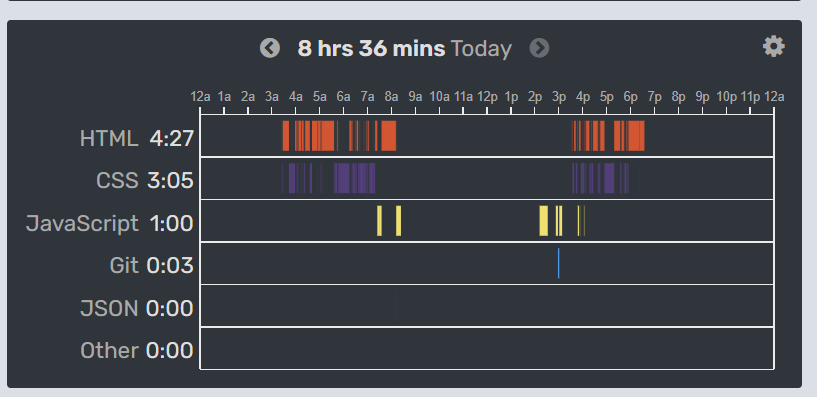 8 hrs 36 mins Today
12a 1a 2a 3a 4a 5a 6a 7a 8a 9a 10a 11a 12p 1p 2p 3p 4p 5p 6p 7p 8p 9p 10p 11p 12a
HTML 4:27
CSS 3:05
JavaScript 1:00
Git 0:03
JSON 0:00
Other 0:00